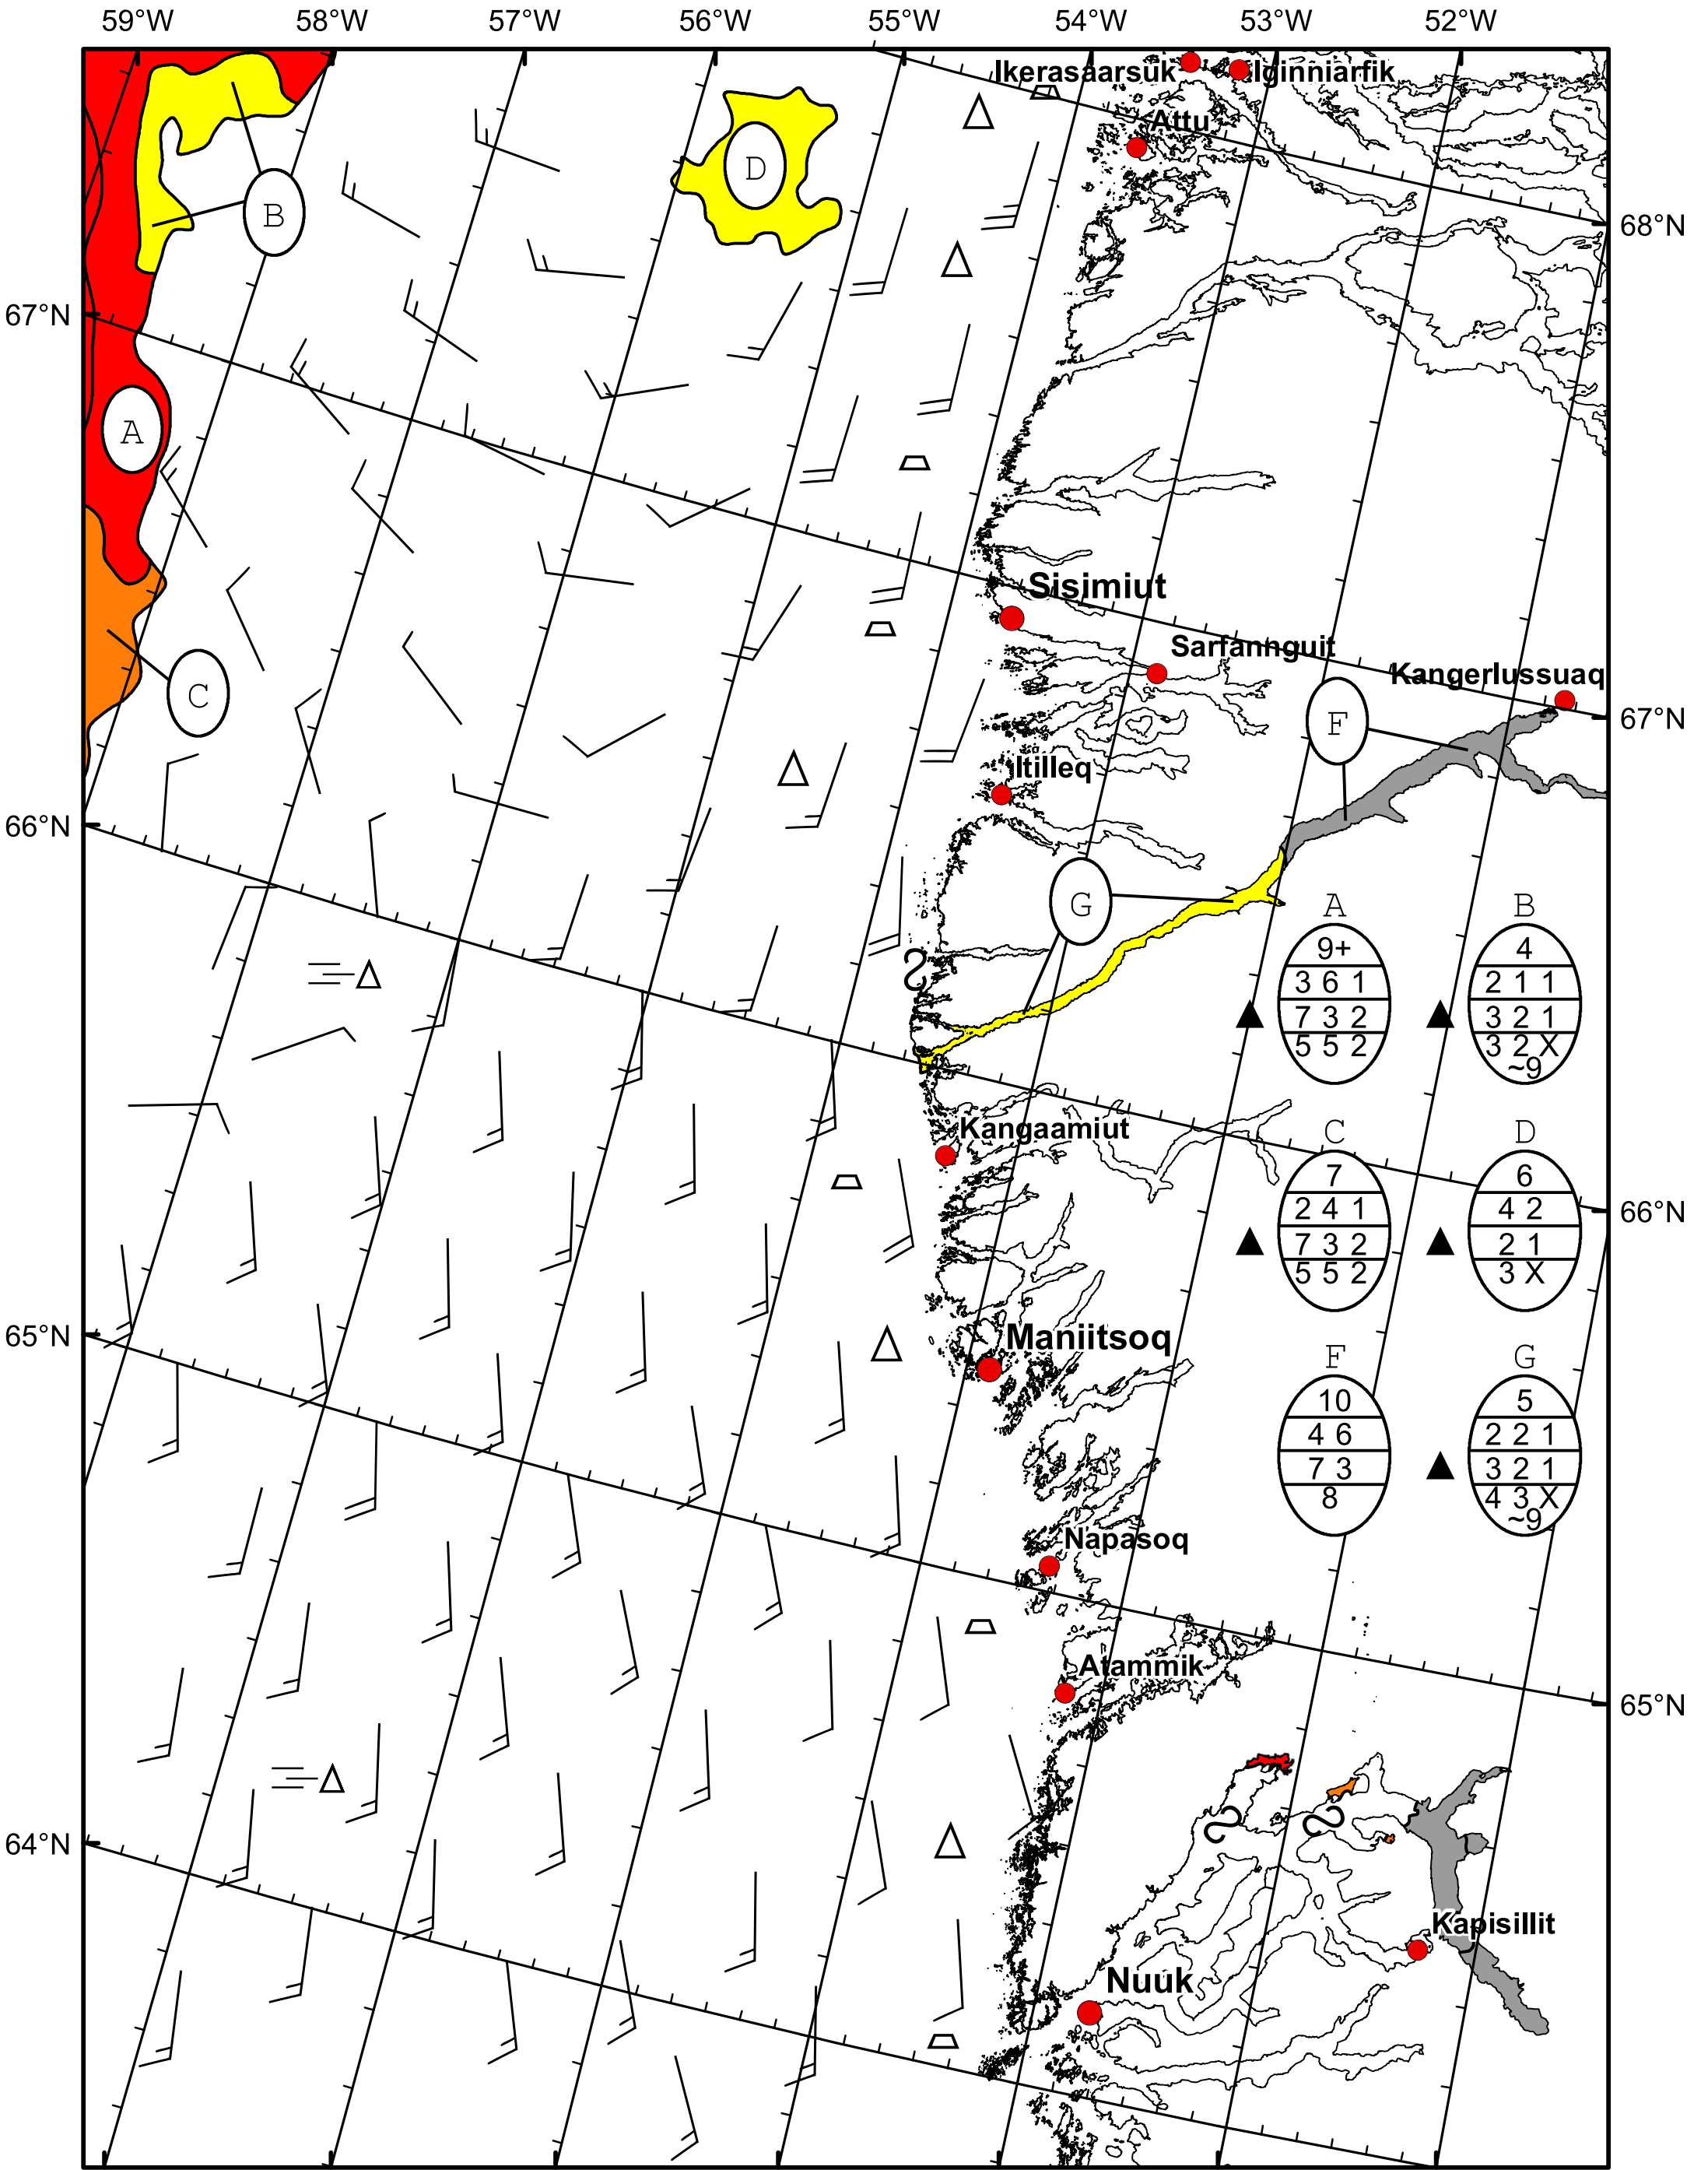 59°W 58°W 57°W 56°W 55°W 54°W 53°W 52°W
Ikerasaarsuk
Iginniarfik
Attu
D
B
68°N
67°N
A
Sisimiut
Sarfannguit
Kangerlussuaq
C
F
67°N
Itilleq
66°N
G
A B
9+ 4
3 6 1 2 1 1
7 3 2 3 2 1
5 5 2 3 2 X
~9
Kangaamiut
C D
7 6
2 4 1 4 2
7 3 2 2 1
5 5 2 3 X
66°N
65°N
Maniitsoq
F G
10 5
4 6 2 2 1
7 3 3 2 1
8 4 3 X
~9
Napasoq
Atammik
65°N
64°N
Kapisillit
Nuuk